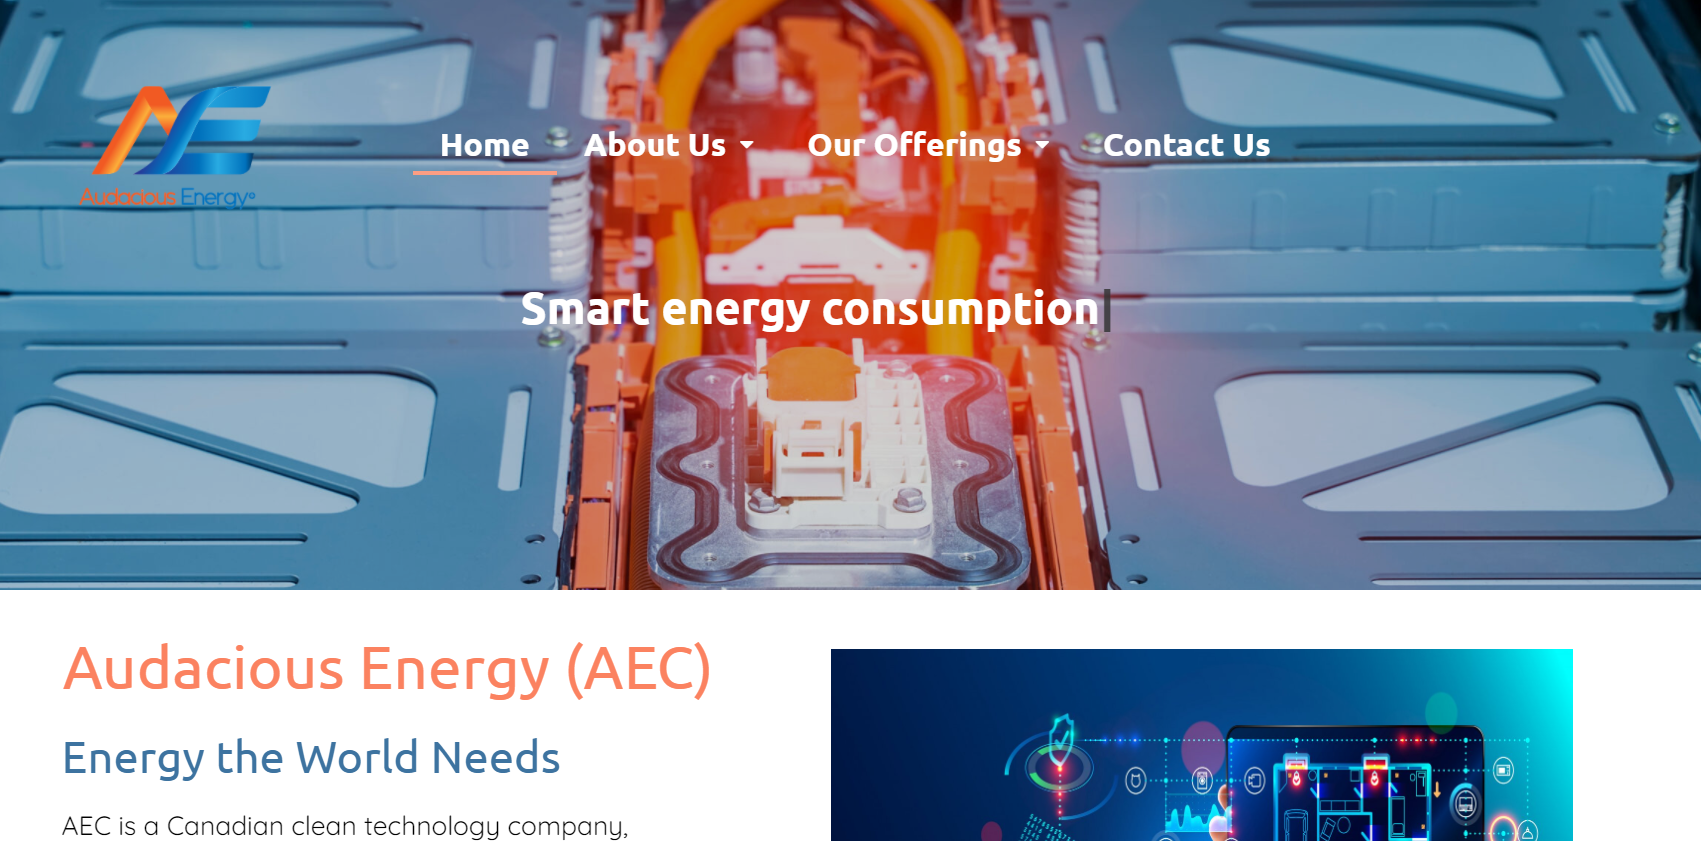 Audacious Energy
Home
About Us
Our Offerings
Contact Us
Smart energy consumption
Audacious Energy (AEC)
Energy the World Needs
AEC is a Canadian clean technology company,